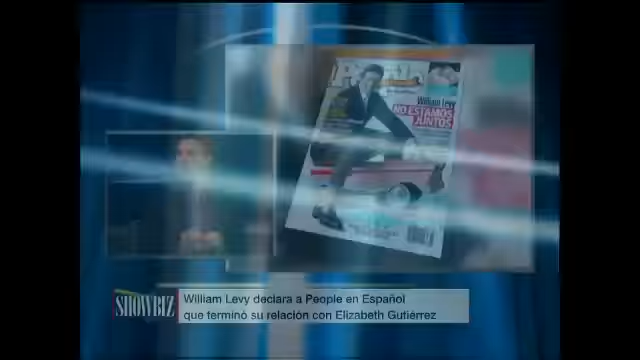 William Levy
NO ESTAMOS
JUNTOS
SHOWBIZ
William Levy declara a People en Español
que terminó su relación con Elizabeth Gutiérrez